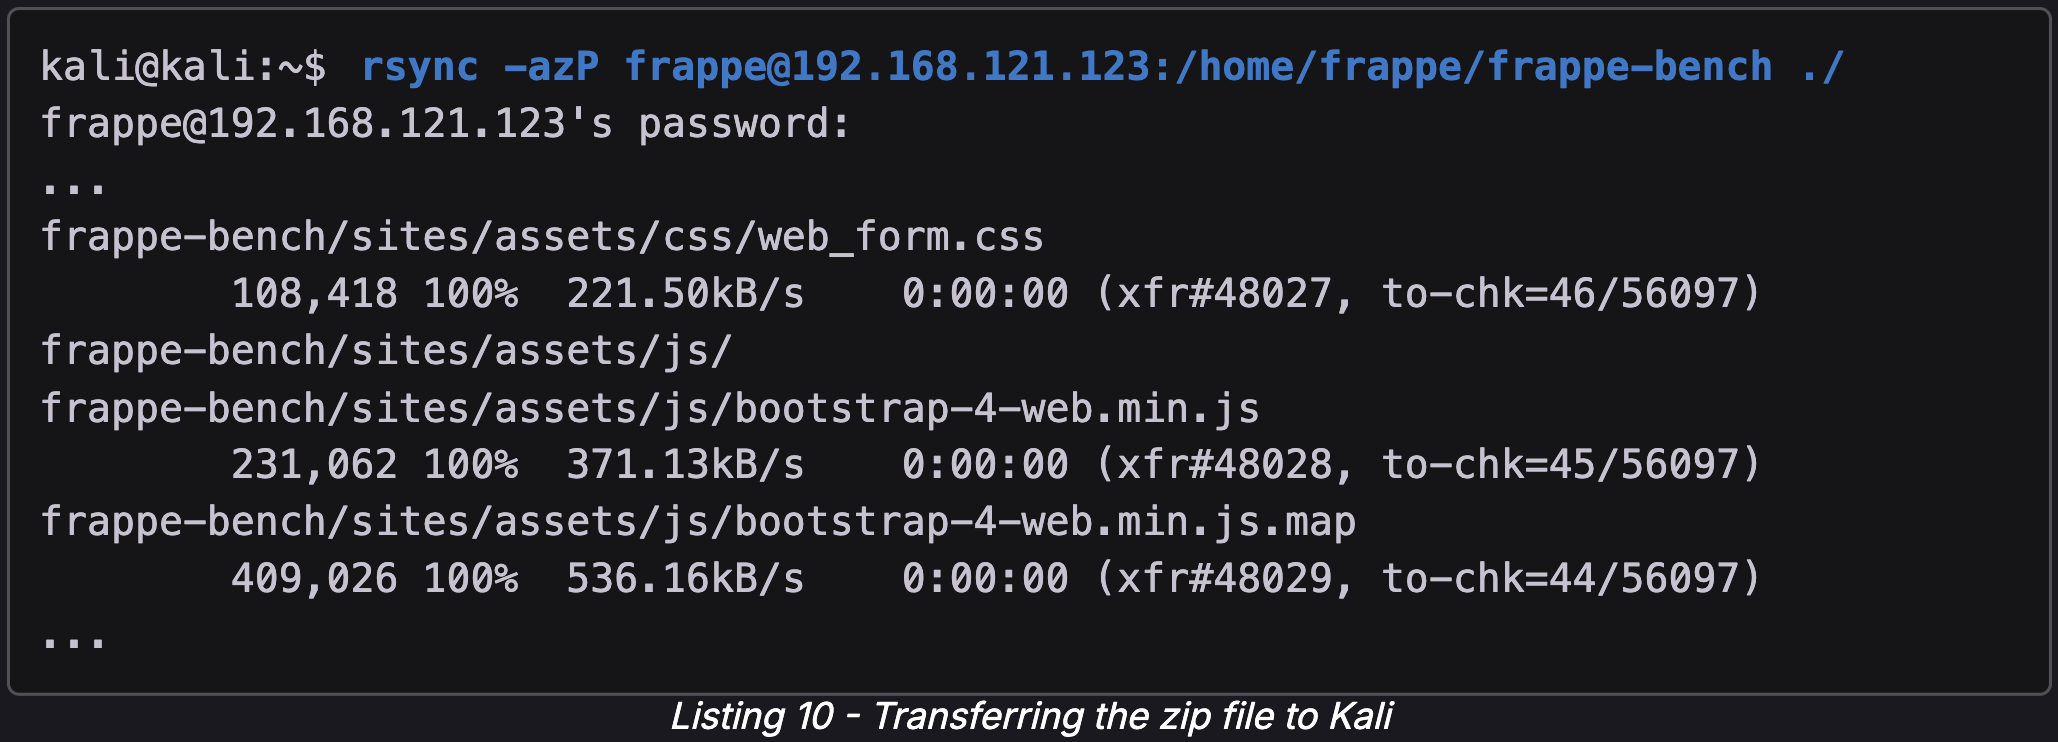 kali@kali:~$ rsync -azP frappe@192.168.121.123:/home/frappe/frappe-bench ./
frappe@192.168.121.123's password:
...
frappe-bench/sites/assets/css/web_form.css
        108,418 100%  221.50kB/s    0:00:00 (xfr#48027, to-chk=46/56097)
frappe-bench/sites/assets/js/
frappe-bench/sites/assets/js/bootstrap-4-web.min.js
        231,062 100%  371.13kB/s    0:00:00 (xfr#48028, to-chk=45/56097)
frappe-bench/sites/assets/js/bootstrap-4-web.min.js.map
        409,026 100%  536.16kB/s    0:00:00 (xfr#48029, to-chk=44/56097)
...
Listing 10 - Transferring the zip file to Kali